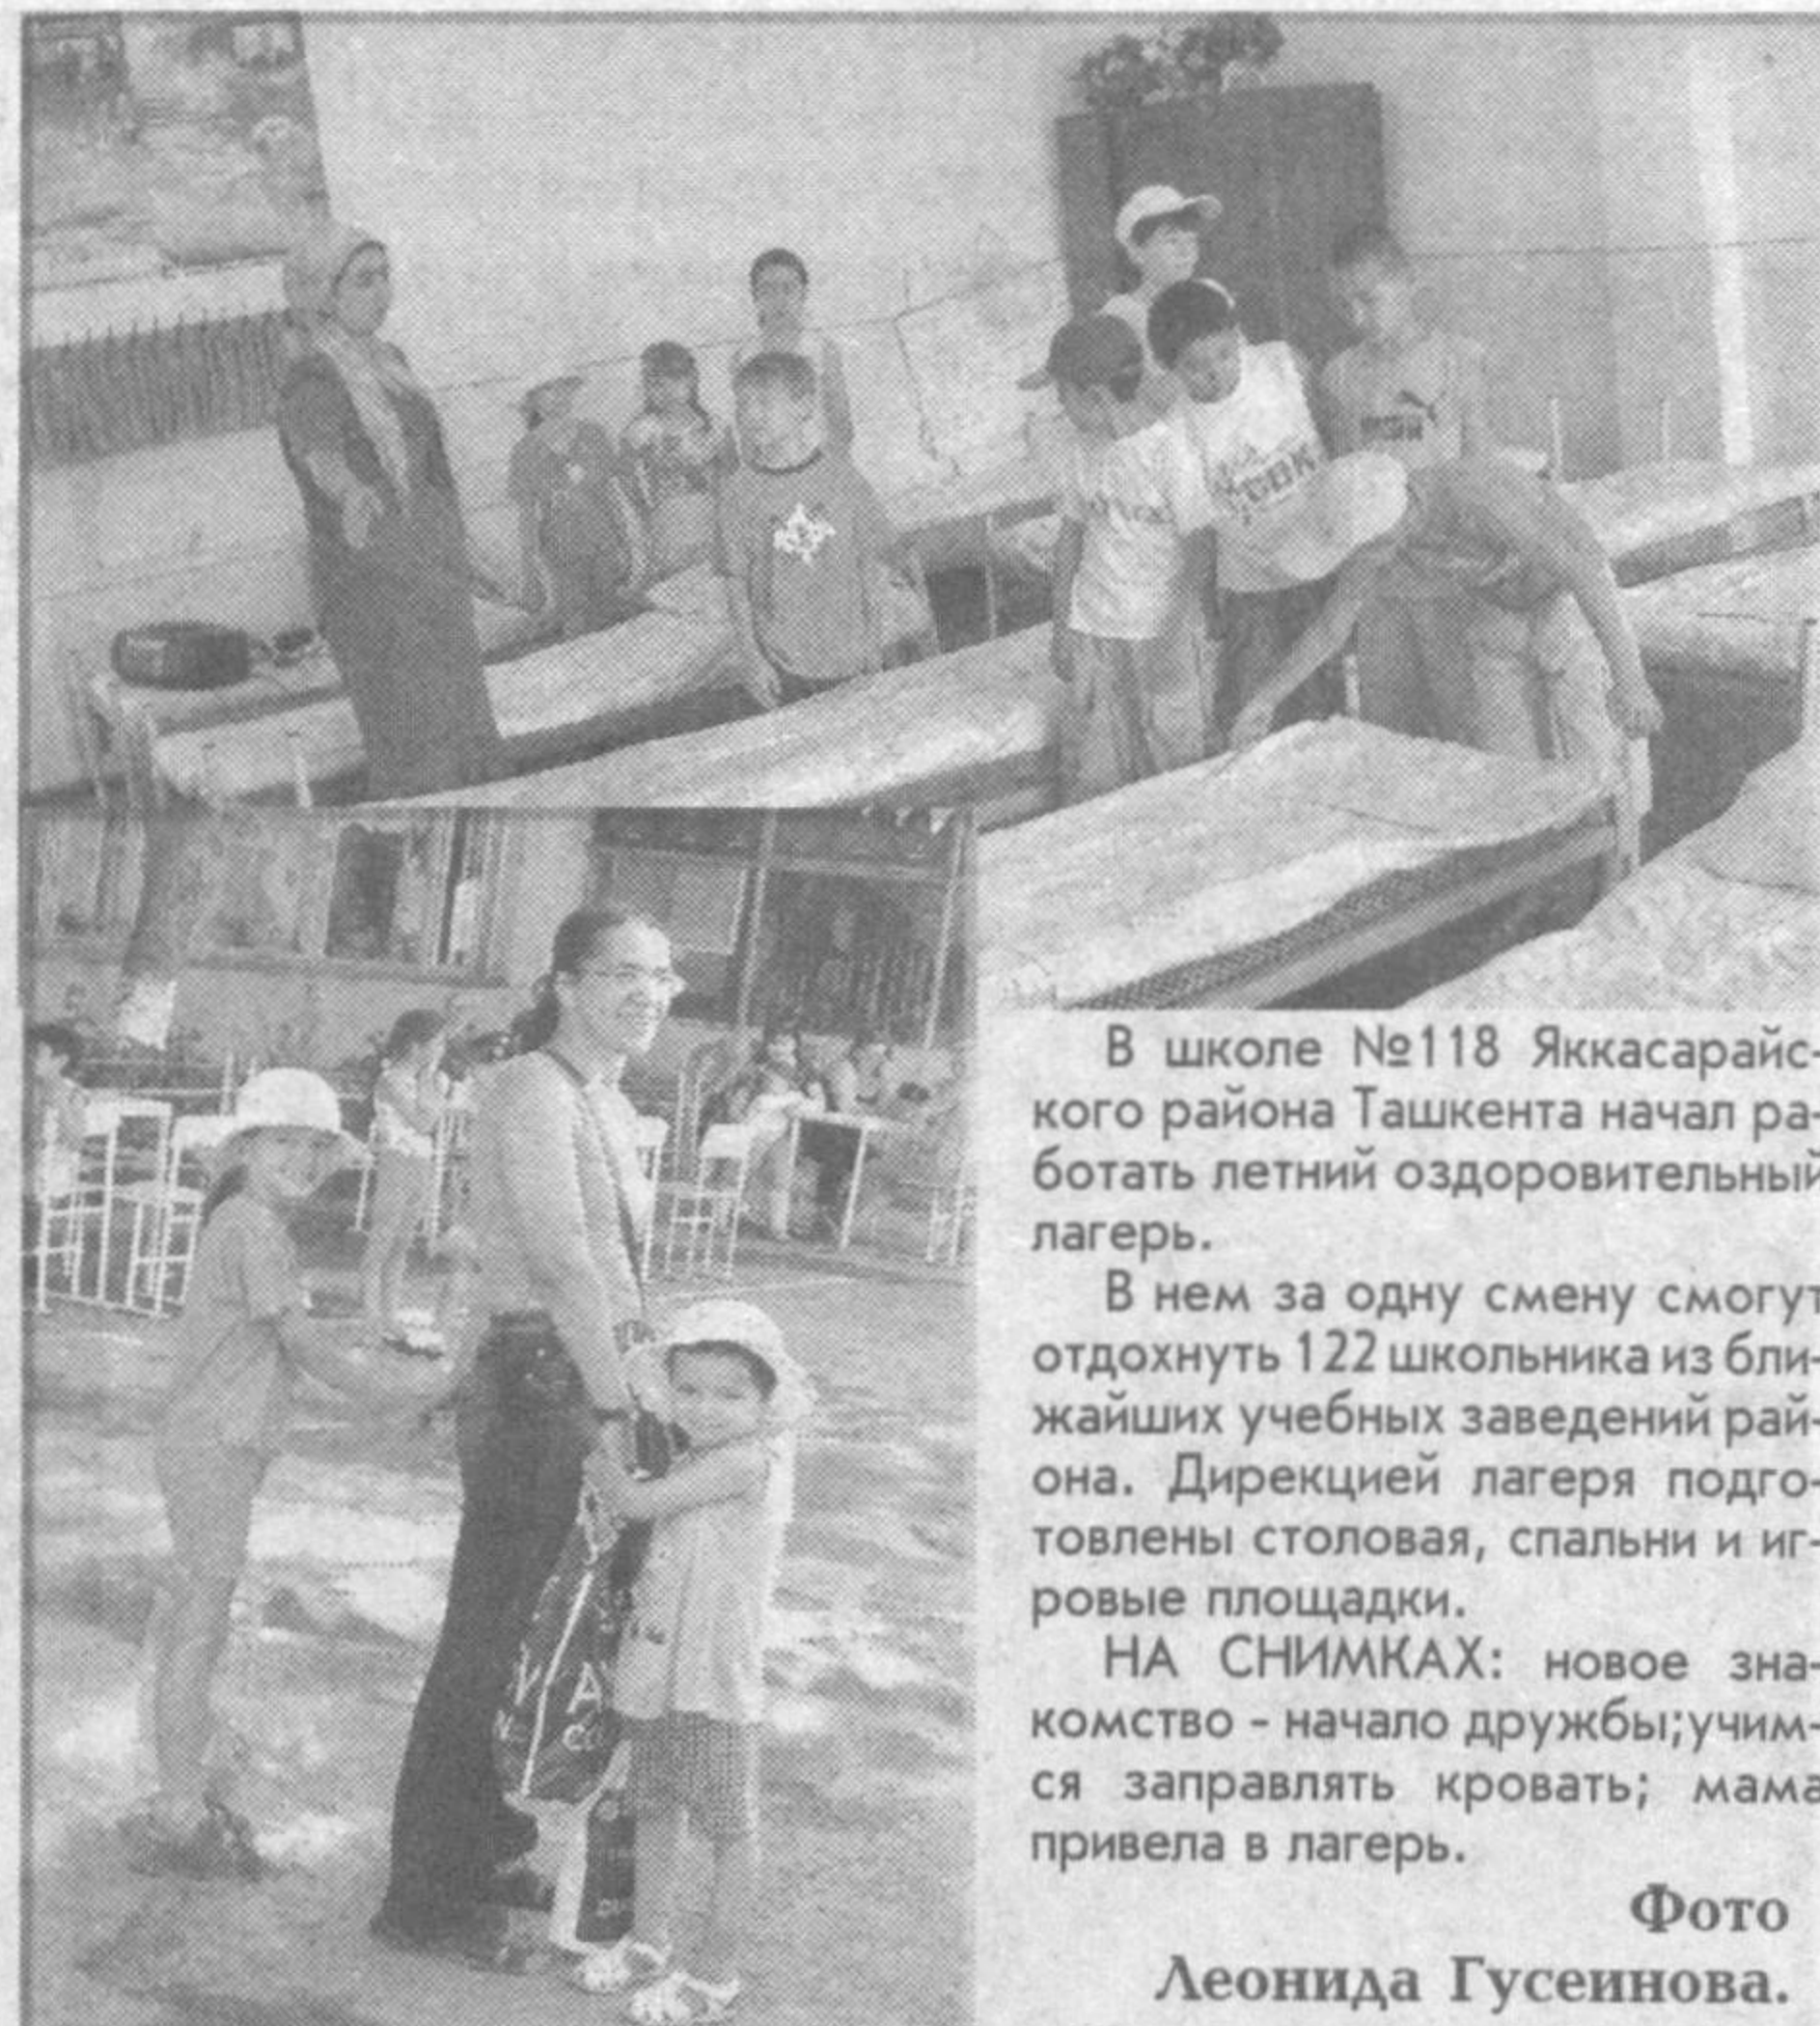 В школе №118 Яккасарайс-
кого района Ташкента начал ра-
ботать летний оздоровительный
лагерь.
В нем за одну смену смогут
отдохнуть 122 школьника из бли-
жайших учебных заведений рай-
она. Дирекцией лагеря подго-
товлены столовая, спальни и иг-
ровые площадки.
НА СНИМКАХ: новое зна-
комство - начало дружбы;учим-
ся заправлять кровать; мама
привела в лагерь.
Фото
Леонида Гусеинова.